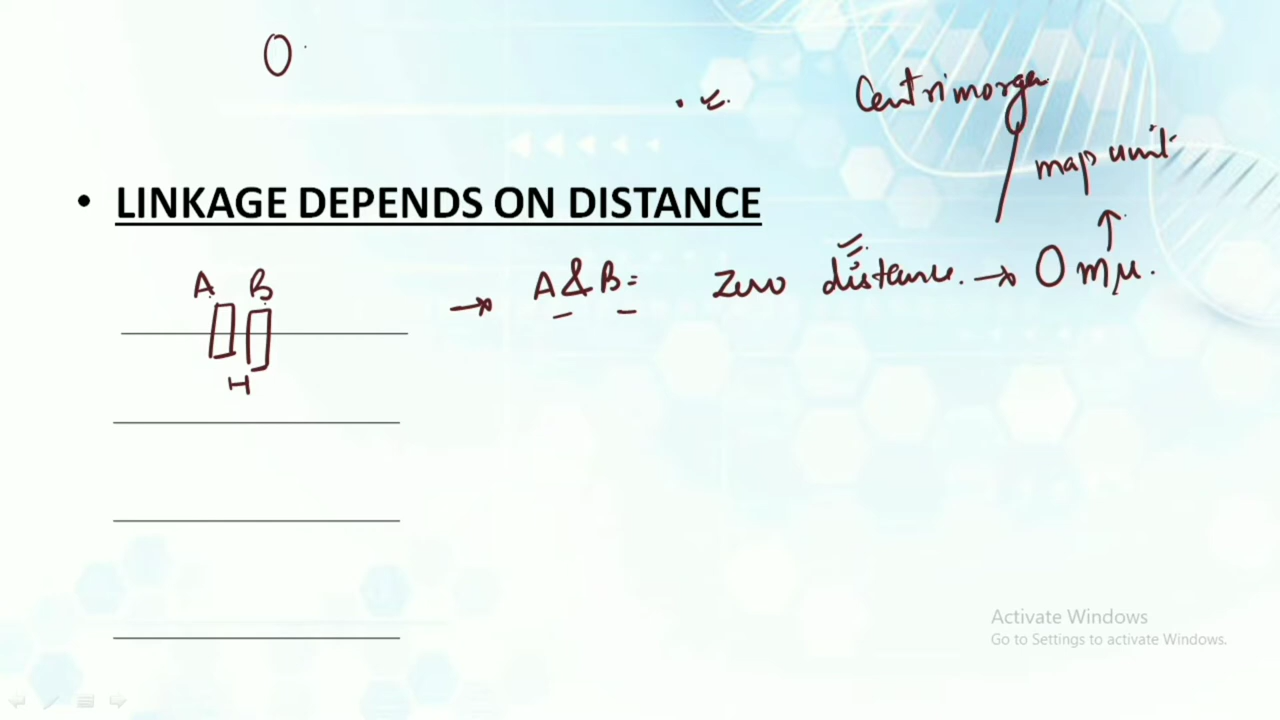 0
Centrimorga
map unit
• LINKAGE DEPENDS ON DISTANCE
A B
→ A & B = Zero distance. → 0 mμ.
H
Activate Windows
Go to Settings to activate Windows.